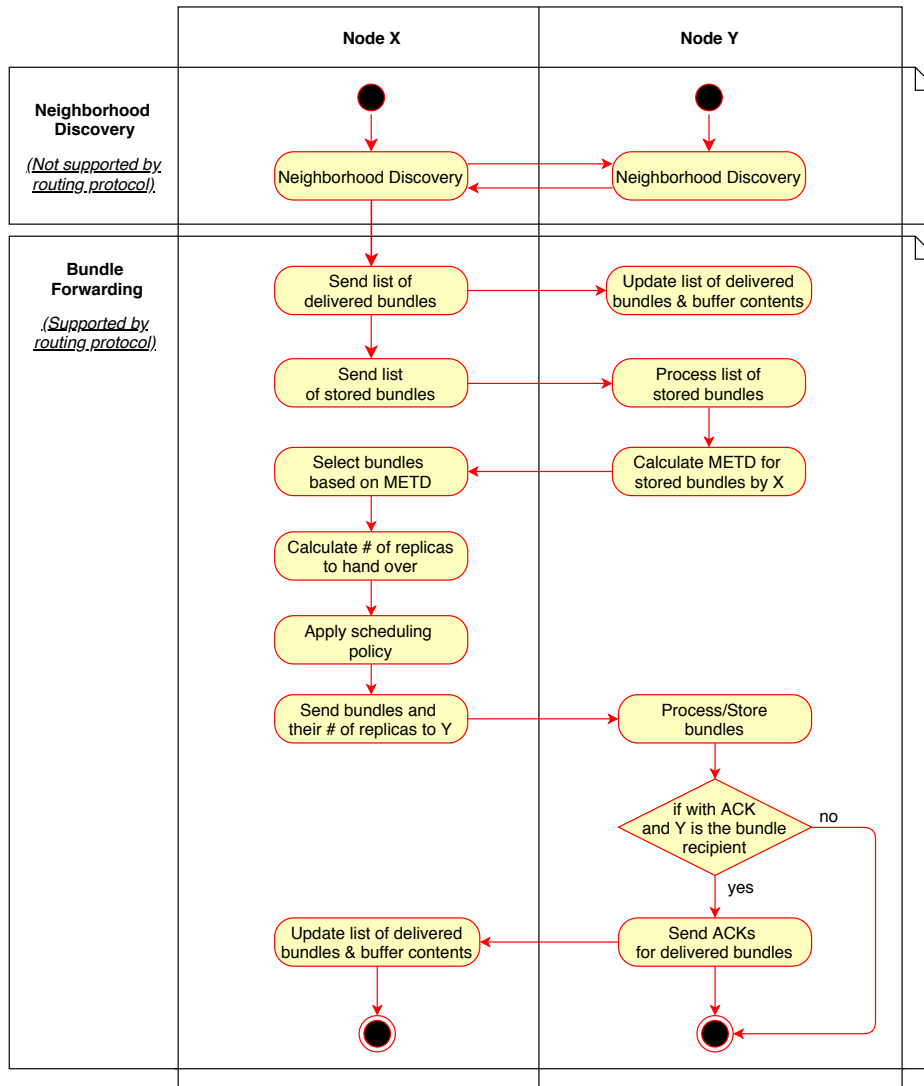 Node X
Node Y
Neighborhood
Discovery
(Not supported by
routing protocol)
Neighborhood Discovery
Neighborhood Discovery
Bundle
Forwarding
(Supported by
routing protocol)
Send list of
delivered bundles
Update list of delivered
bundles & buffer contents
Send list
of stored bundles
Process list of
stored bundles
Select bundles
based on METD
Calculate METD for
stored bundles by X
Calculate # of replicas
to hand over
Apply scheduling
policy
Send bundles and
their # of replicas to Y
Process/Store
bundles
if with ACK
and Y is the bundle
recipient
no
yes
Update list of delivered
bundles & buffer contents
Send ACKs
for delivered bundles